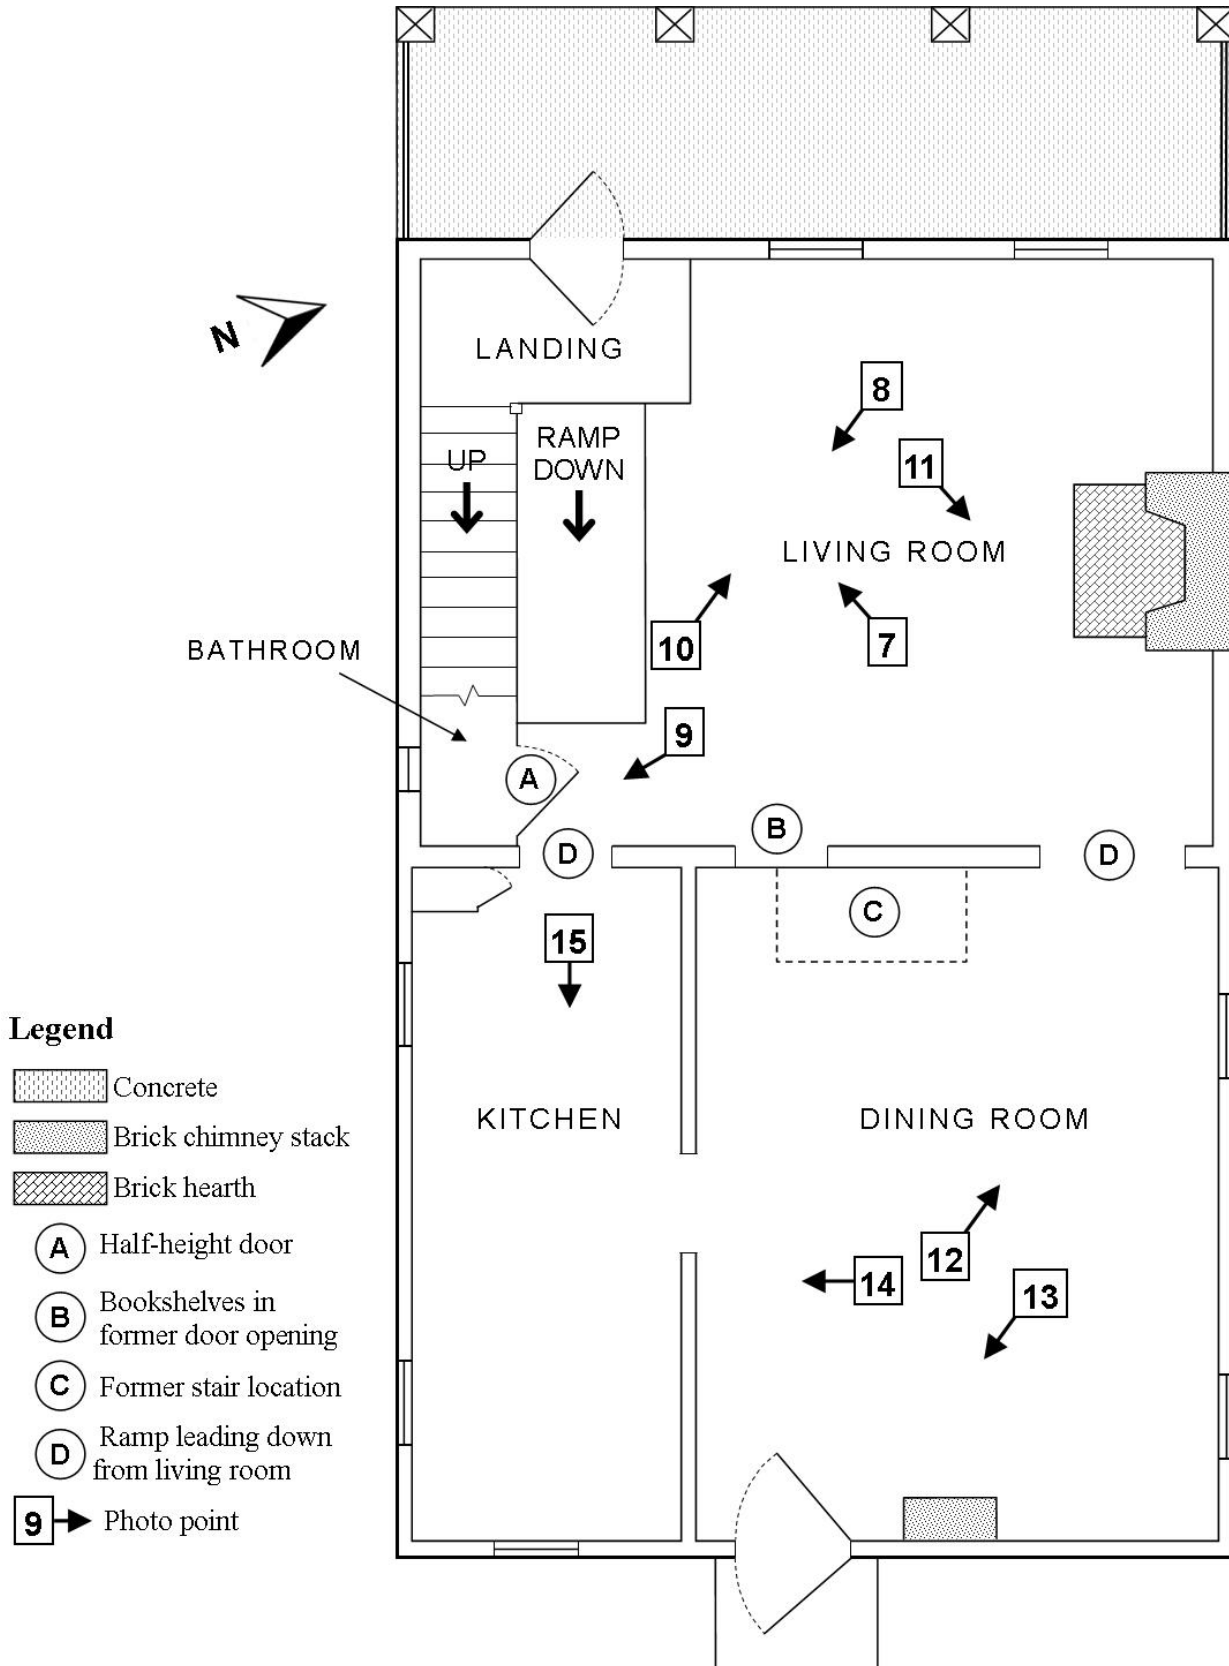 N
LANDING
8
RAMP
DOWN
UP
11
LIVING ROOM
10
7
BATHROOM
9
A
B
D
D
C
15
Legend
Concrete
KITCHEN
DINING ROOM
Brick chimney stack
Brick hearth
A Half-height door
12
14
13
B Bookshelves in
former door opening
C Former stair location
D Ramp leading down
from living room
9 Photo point